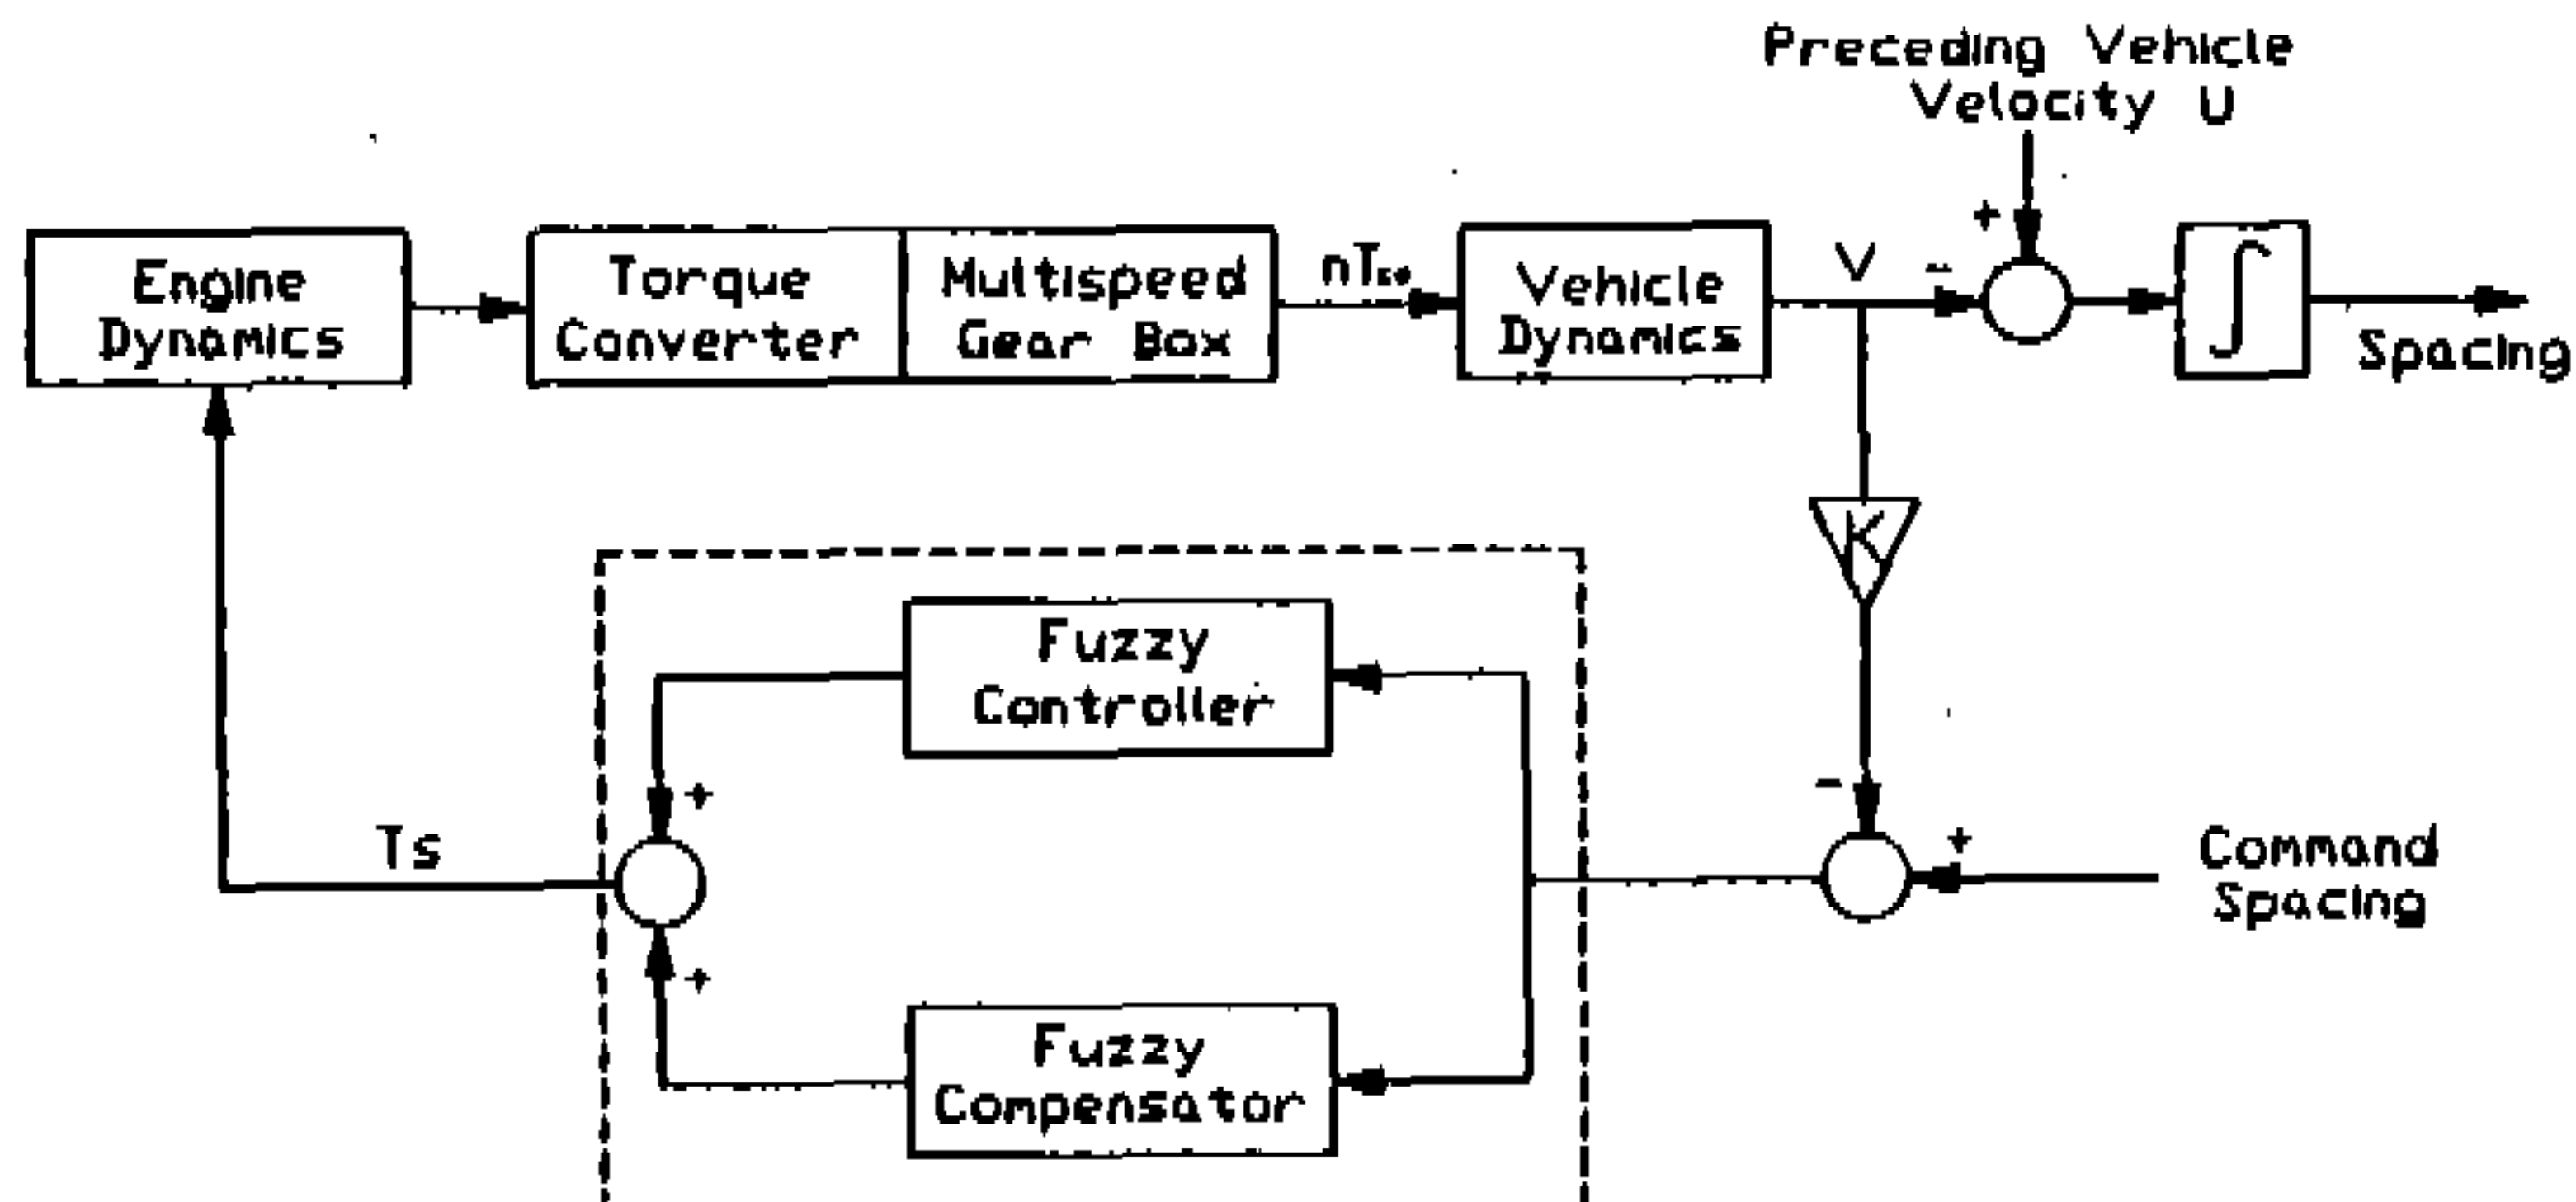 Preceding Vehicle
Velocity U
Engine
Dynamics
Torque
Converter
Multispeed
Gear Box
Vehicle
Dynamics
V
+
-
∫
Spacing
K
Fuzzy
Controller
+
-
+
Ts
Command
Spacing
+
Fuzzy
Compensator